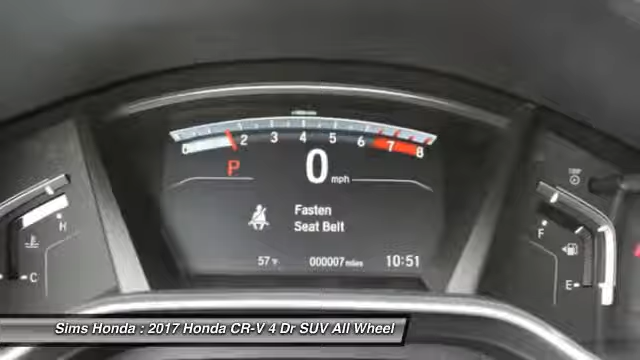 0 2 3 4 5 6 7 8
P
0 mph
Fasten
Seat Belt
57°F 000007 miles 10:51
H
C
F
E
Sims Honda : 2017 Honda CR-V 4 Dr SUV All Wheel